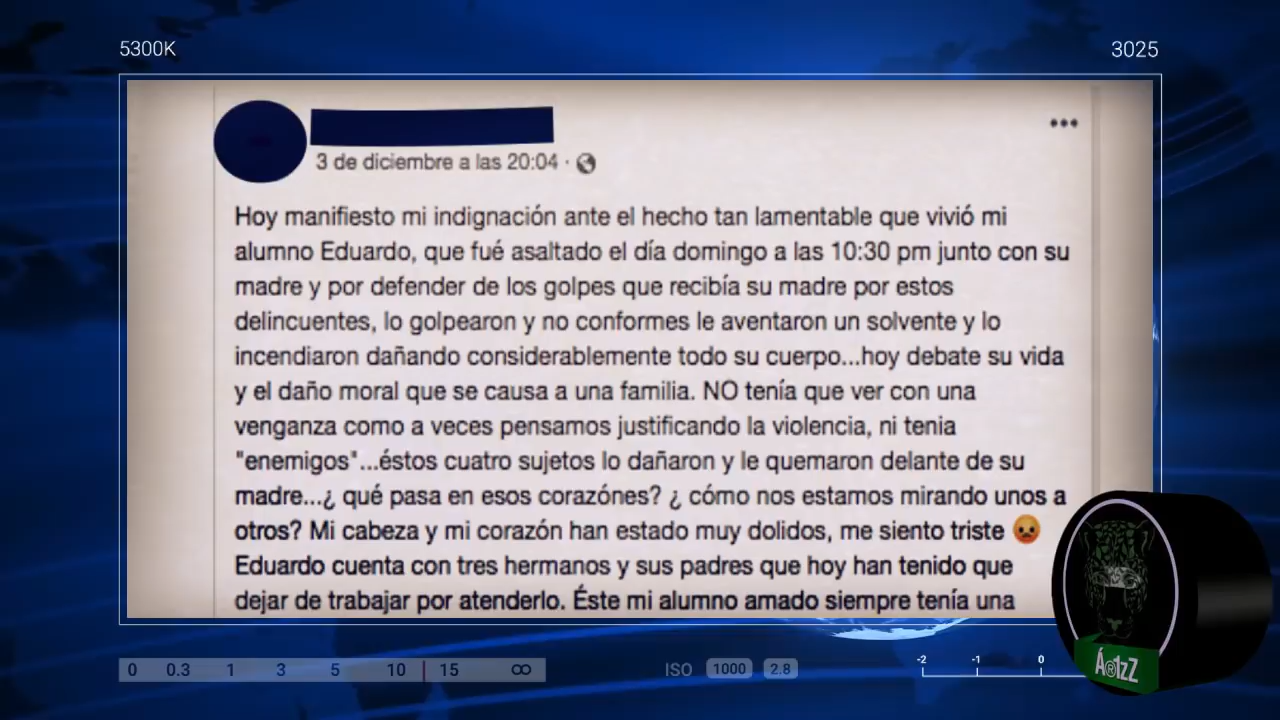 5300K
3025
3 de diciembre a las 20:04 ·
Hoy manifiesto mi indignación ante el hecho tan lamentable que vivió mi
alumno Eduardo, que fué asaltado el día domingo a las 10:30 pm junto con su
madre y por defender de los golpes que recibía su madre por estos
delincuentes, lo golpearon y no conformes le aventaron un solvente y lo
incendiaron dañando considerablemente todo su cuerpo...hoy debate su vida
y el daño moral que se causa a una familia. NO tenía que ver con una
venganza como a veces pensamos justificando la violencia, ni tenia
"enemigos"...éstos cuatro sujetos lo dañaron y le quemaron delante de su
madre...¿ qué pasa en esos corazónes? ¿ cómo nos estamos mirando unos a
otros? Mi cabeza y mi corazón han estado muy dolidos, me siento triste
Eduardo cuenta con tres hermanos y sus padres que hoy han tenido que
dejar de trabajar por atenderlo. Éste mi alumno amado siempre tenía una
0 0.3 1 3 5 10 15 ∞
ISO 1000 2.8
-2 -1 0
Á®1zZ